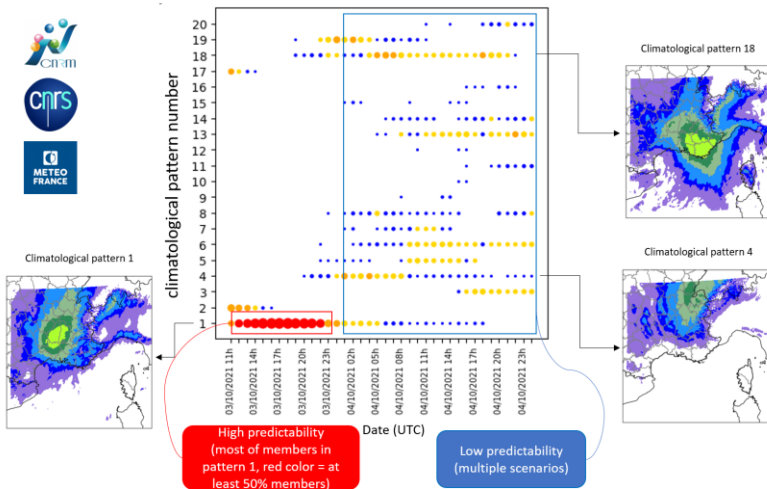 CNRM
cnrs
METEO
FRANCE
climatological pattern number
20
19
18
17
16
15
14
13
12
11
10
9
8
7
6
5
4
3
2
1
03/10/2021 11h
03/10/2021 14h
03/10/2021 17h
03/10/2021 20h
03/10/2021 23h
04/10/2021 02h
04/10/2021 05h
04/10/2021 08h
04/10/2021 11h
04/10/2021 14h
04/10/2021 17h
04/10/2021 20h
04/10/2021 23h
Date (UTC)
Climatological pattern 18
Climatological pattern 4
Climatological pattern 1
High predictability
(most of members in
pattern 1, red color = at
least 50% members)
Low predictability
(multiple scenarios)